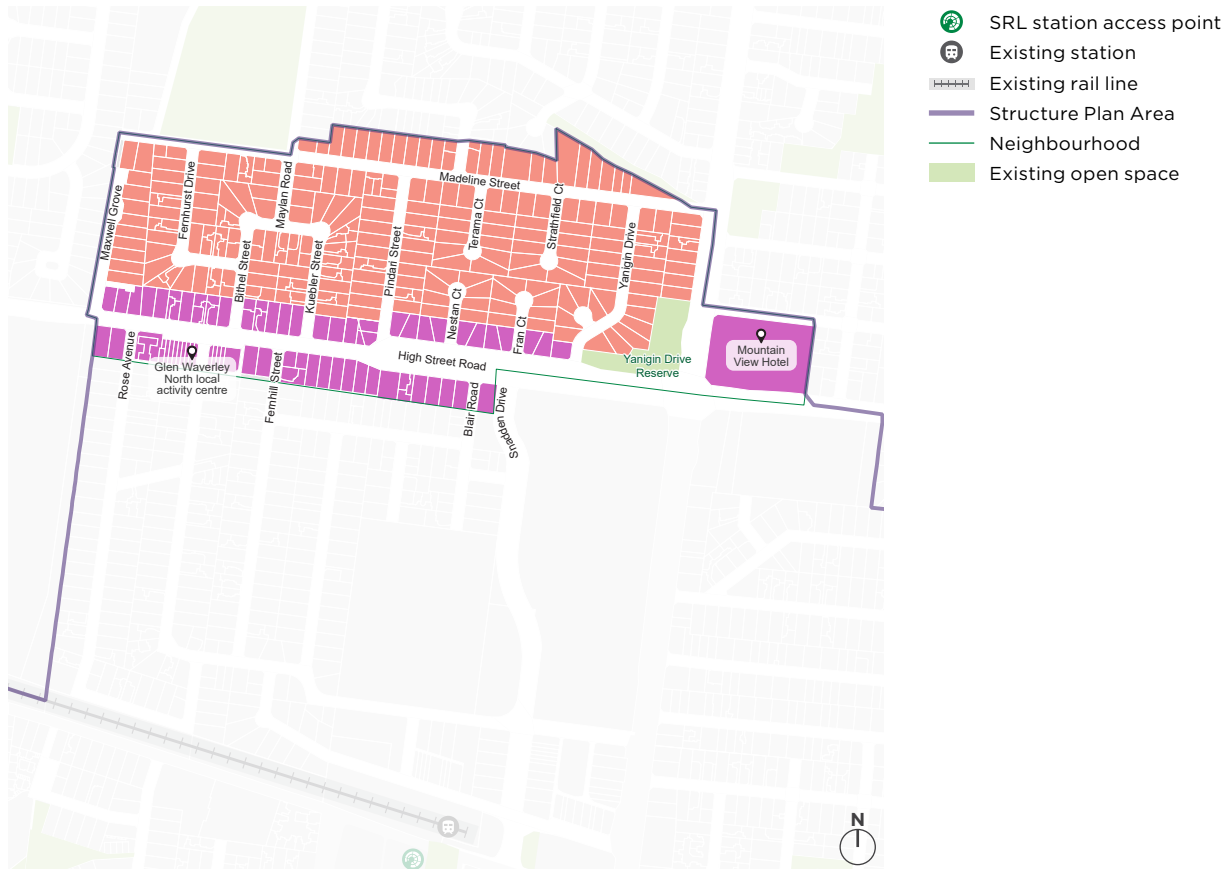 SRL station access point
Existing station
Existing rail line
Structure Plan Area
Neighbourhood
Existing open space
Madeline Street
Maxwell Grove
Fernhurst Drive
Maylan Road
Bithel Street
Kuebler Street
Pindari Street
Terama Ct
Strathfield Ct
Yanigin Drive
Nestan Ct
Fran Ct
High Street Road
Yanigin Drive
Reserve
Mountain
View Hotel
Rose Avenue
Glen Waverley
North local
activity centre
Fernhill Street
Blair Road
Snadden Drive
N